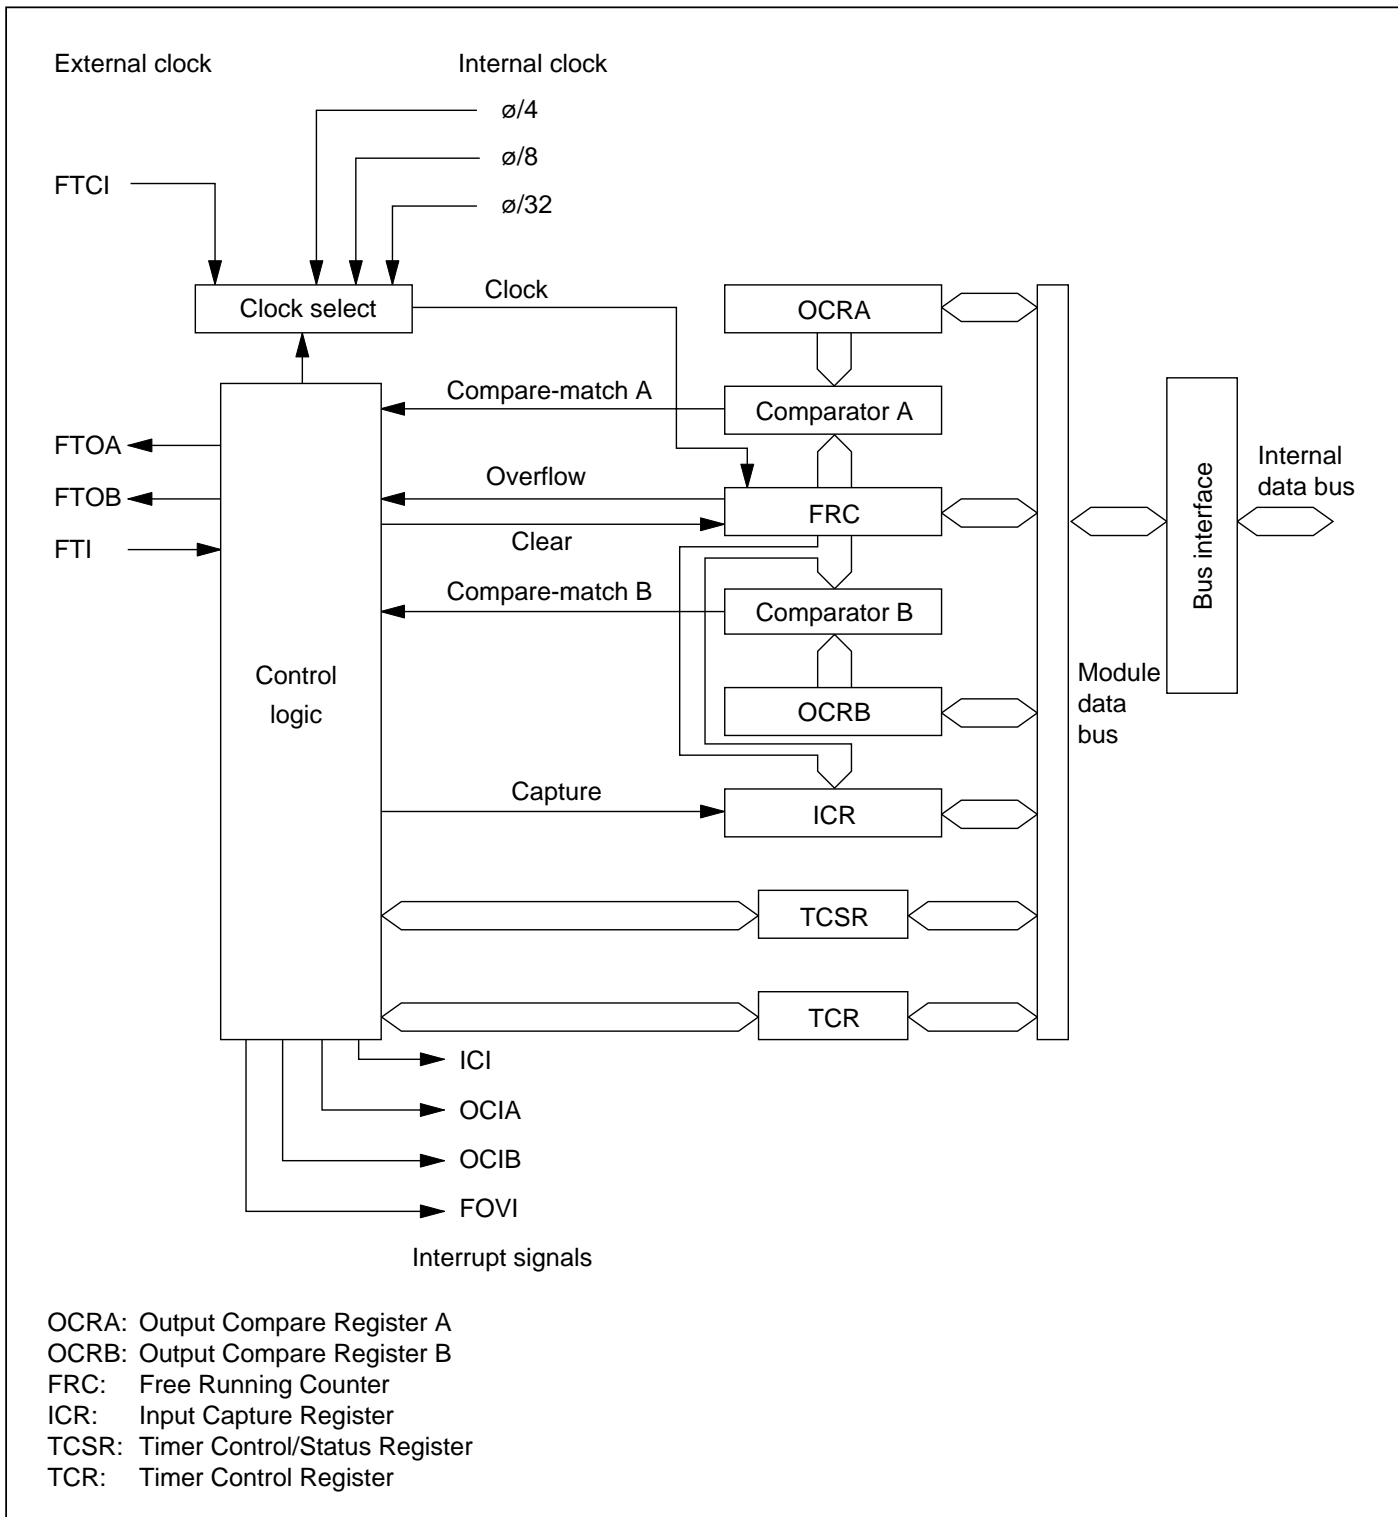 External clock
Internal clock
ø/4
ø/8
FTCI
ø/32
Clock
Clock select
OCRA
Compare-match A
Comparator A
FTOA
Overflow
FTOB
FRC
Clear
FTI
Compare-match B
Comparator B
Bus interface
Internal
data bus
Control
logic
OCRB
Module
data
bus
Capture
ICR
TCSR
TCR
ICI
OCIA
OCIB
FOVI
Interrupt signals
OCRA: Output Compare Register A
OCRB: Output Compare Register B
FRC: Free Running Counter
ICR: Input Capture Register
TCSR: Timer Control/Status Register
TCR: Timer Control Register